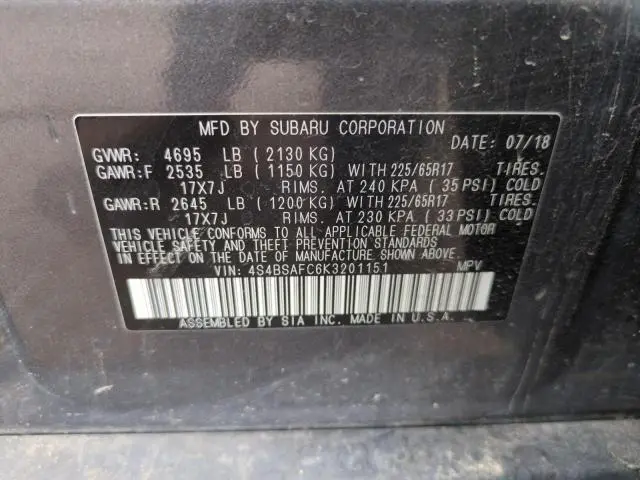 MFD BY SUBARU CORPORATION
DATE: 07/18
GVWR: 4695 LB ( 2130 KG)
GAWR:F 2535 LB ( 1150 KG) WITH 225/65R17 TIRES.
17X7J RIMS. AT 240 KPA ( 35 PSI) COLD
GAWR:R 2645 LB ( 1200 KG) WITH 225/65R17 TIRES.
17X7J RIMS. AT 230 KPA ( 33 PSI) COLD
THIS VEHICLE CONFORMS TO ALL APPLICABLE FEDERAL MOTOR
VEHICLE SAFETY AND THEFT PREVENTION STANDARDS
IN EFFECT ON THE DATE OF MANUFACTURE SHOWN ABOVE.
VIN: 4S4BSAFC6K3201151 MPV
ASSEMBLED BY SIA INC. MADE IN U.S.A.